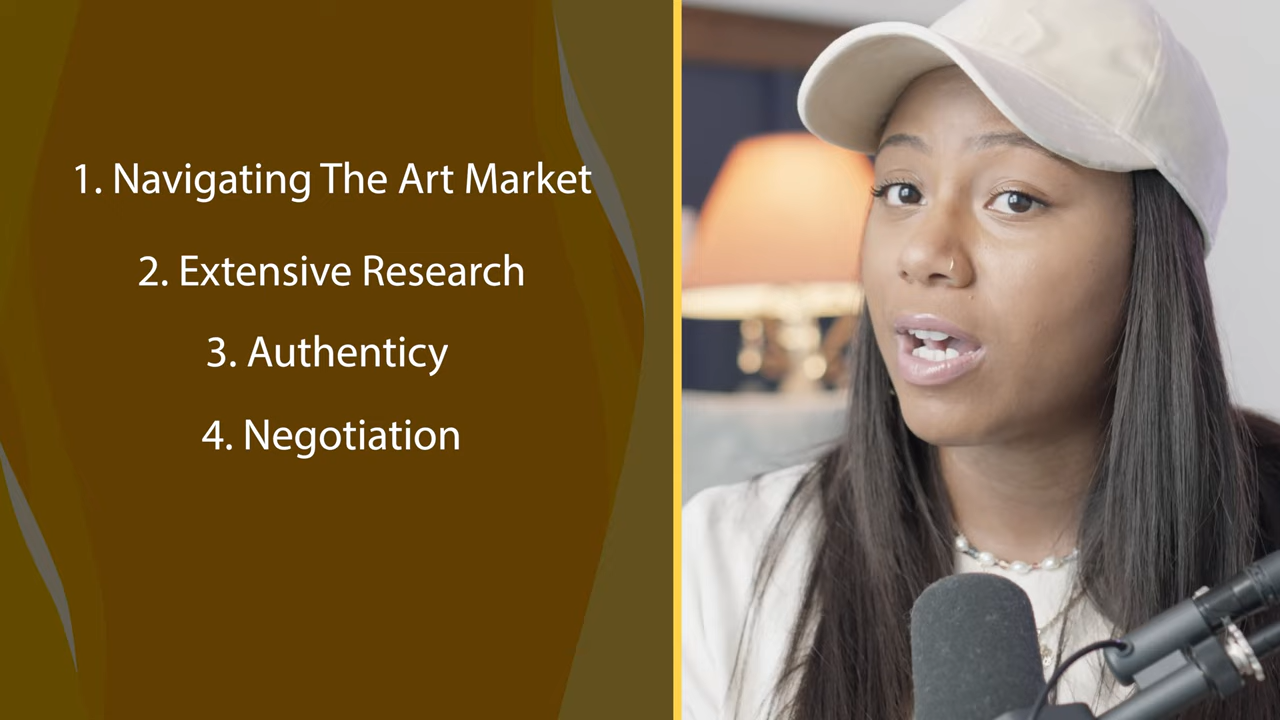 1. Navigating The Art Market
2. Extensive Research
3. Authenticy
4. Negotiation